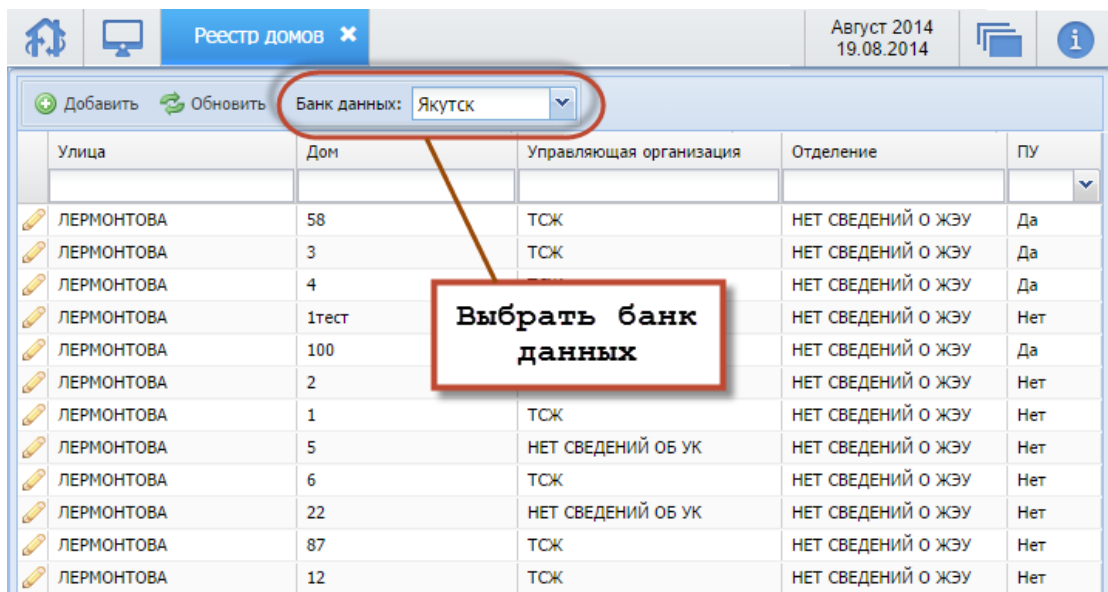 Реестр домов
Август 2014
19.08.2014
i
Добавить Обновить Банк данных: Якутск
Улица Дом Управляющая организация Отделение ПУ
ЛЕРМОНТОВА 58 ТСЖ НЕТ СВЕДЕНИЙ О ЖЭУ Да
ЛЕРМОНТОВА 3 ТСЖ НЕТ СВЕДЕНИЙ О ЖЭУ Да
ЛЕРМОНТОВА 4 НЕТ СВЕДЕНИЙ О ЖЭУ Да
ЛЕРМОНТОВА 1тест НЕТ СВЕДЕНИЙ О ЖЭУ Нет
ЛЕРМОНТОВА 100 НЕТ СВЕДЕНИЙ О ЖЭУ Да
ЛЕРМОНТОВА 2 НЕТ СВЕДЕНИЙ О ЖЭУ Нет
Выбрать банк
данных
ЛЕРМОНТОВА 1 ТСЖ НЕТ СВЕДЕНИЙ О ЖЭУ Нет
ЛЕРМОНТОВА 5 НЕТ СВЕДЕНИЙ ОБ УК НЕТ СВЕДЕНИЙ О ЖЭУ Нет
ЛЕРМОНТОВА 6 ТСЖ НЕТ СВЕДЕНИЙ О ЖЭУ Нет
ЛЕРМОНТОВА 22 НЕТ СВЕДЕНИЙ ОБ УК НЕТ СВЕДЕНИЙ О ЖЭУ Нет
ЛЕРМОНТОВА 87 ТСЖ НЕТ СВЕДЕНИЙ О ЖЭУ Нет
ЛЕРМОНТОВА 12 ТСЖ НЕТ СВЕДЕНИЙ О ЖЭУ Нет